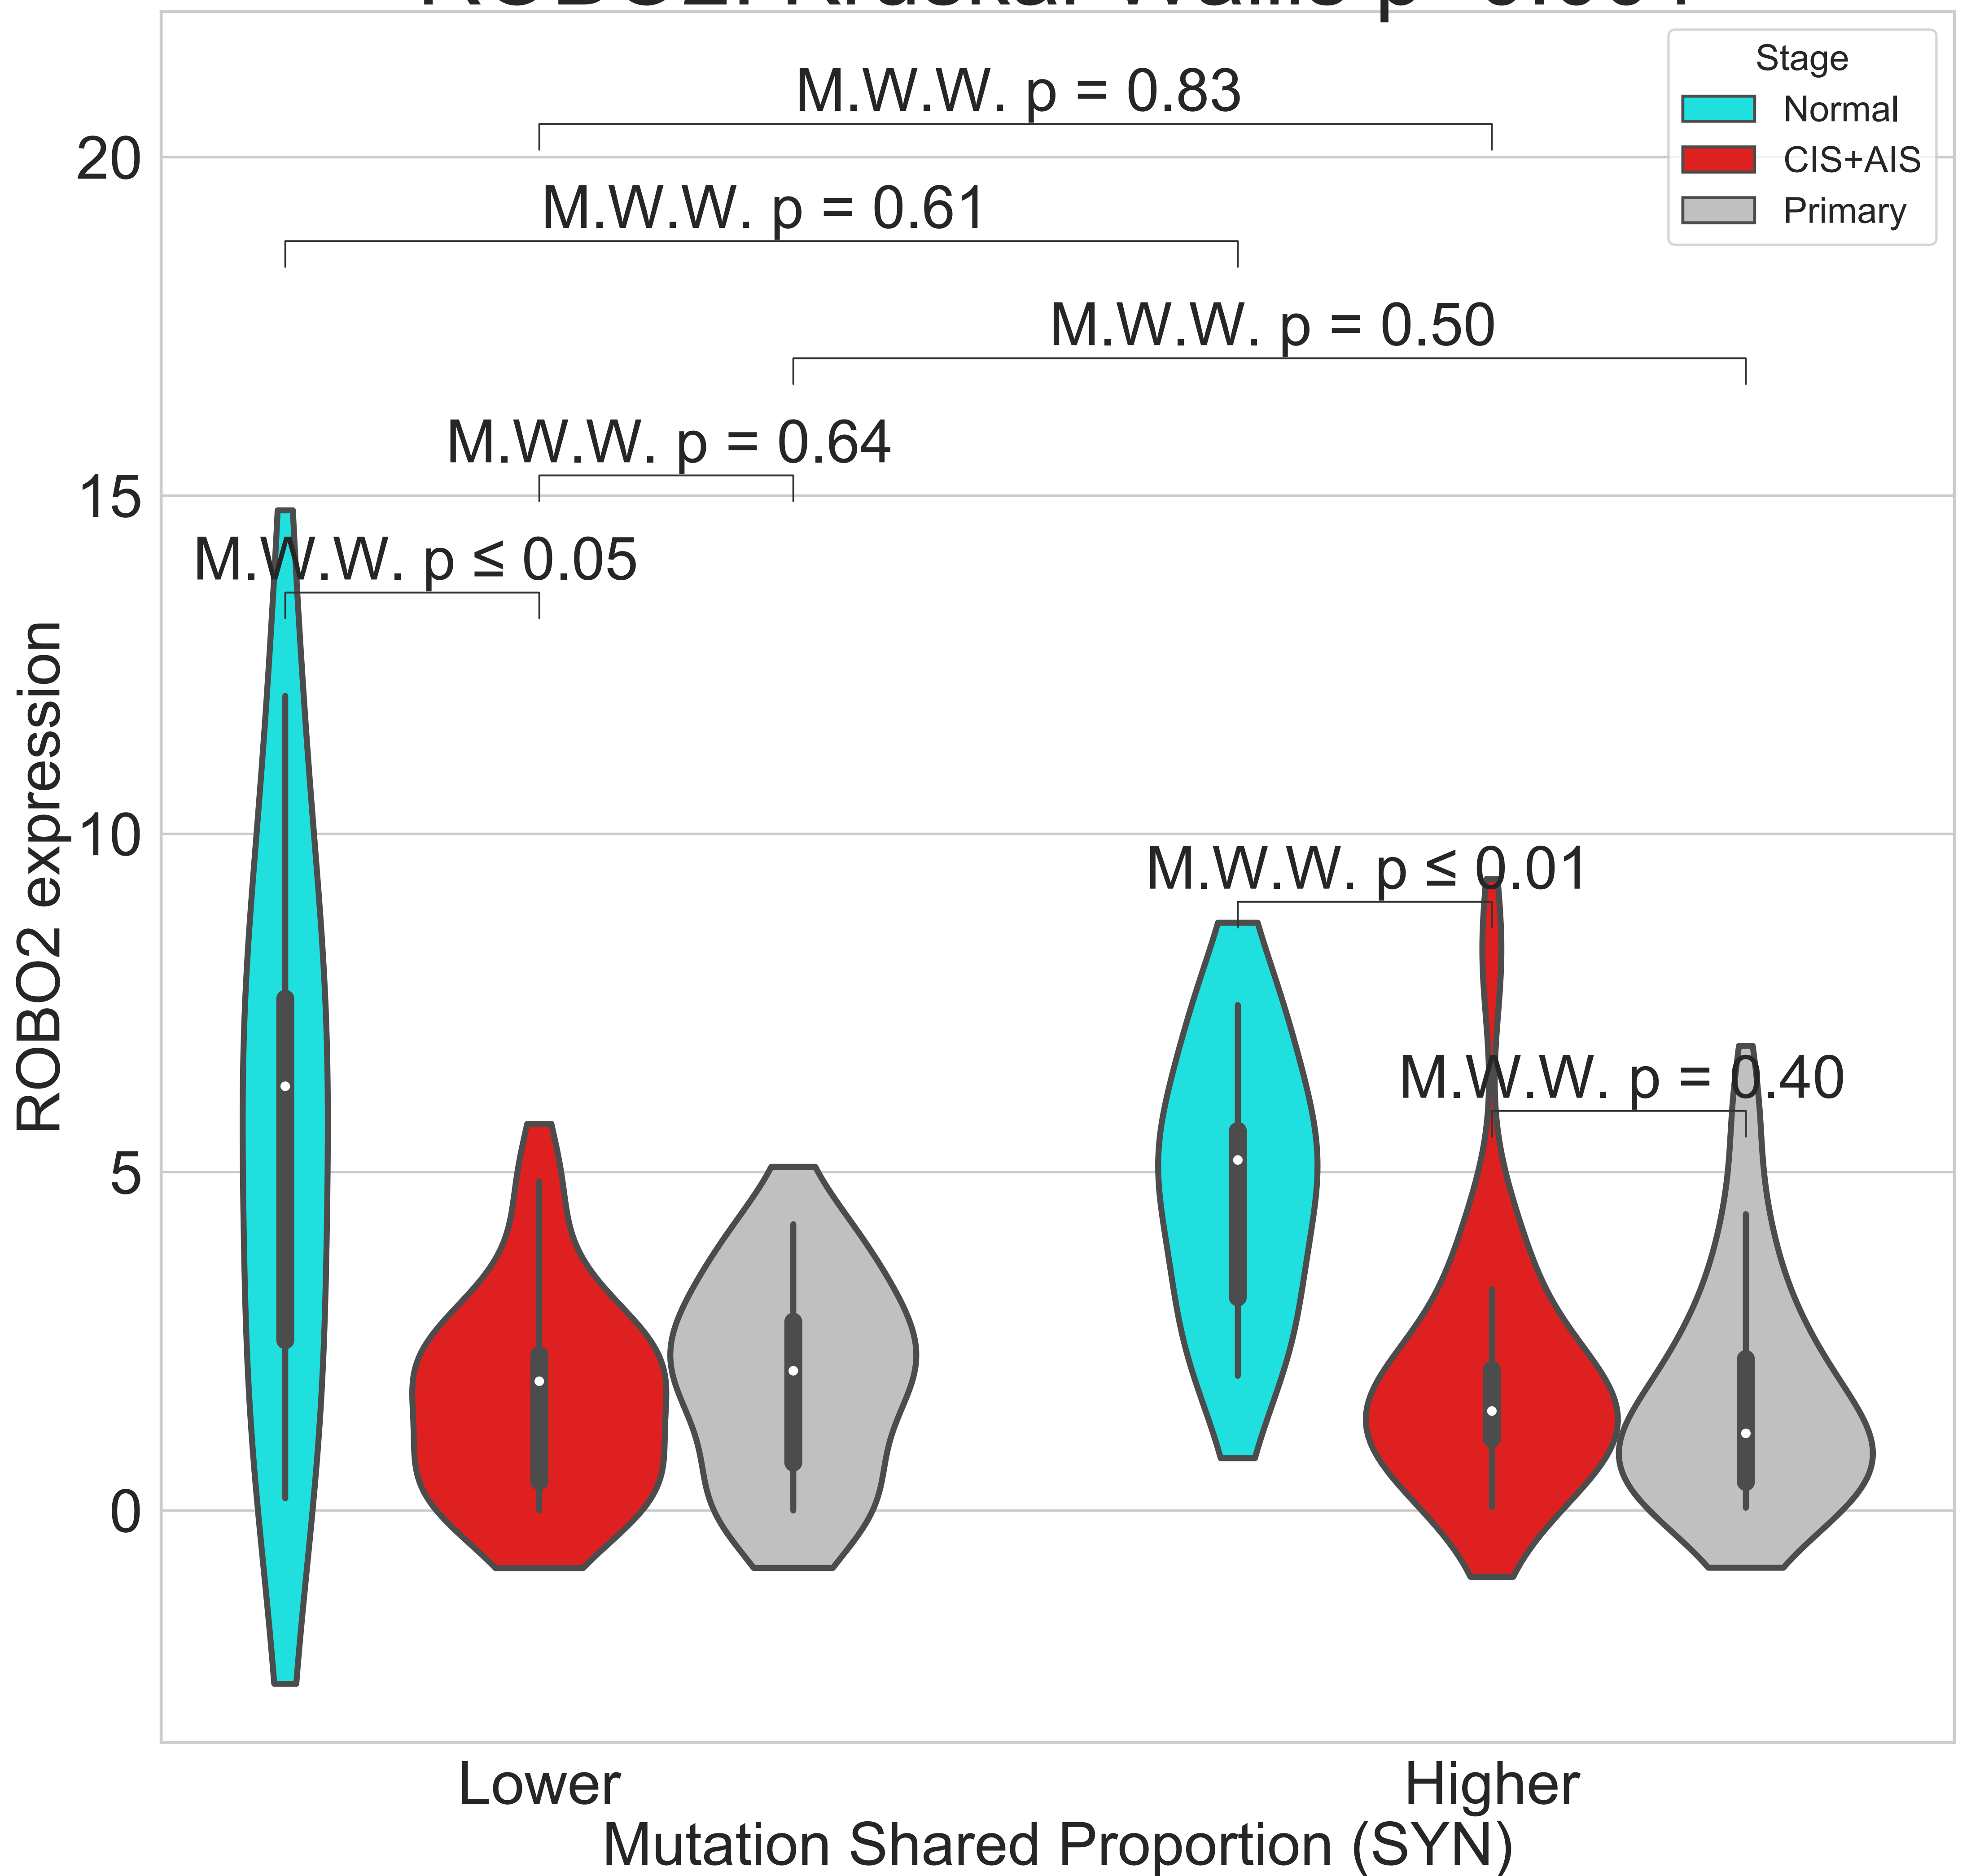 Stage
Normal
CIS+AIS
Primary
M.W.W. p = 0.83
M.W.W. p = 0.61
M.W.W. p = 0.50
M.W.W. p = 0.64
M.W.W. p ≤ 0.05
M.W.W. p ≤ 0.01
M.W.W. p = 0.40
20
15
10
5
0
ROBO2 expression
Lower
Higher
Mutation Shared Proportion (SYN)